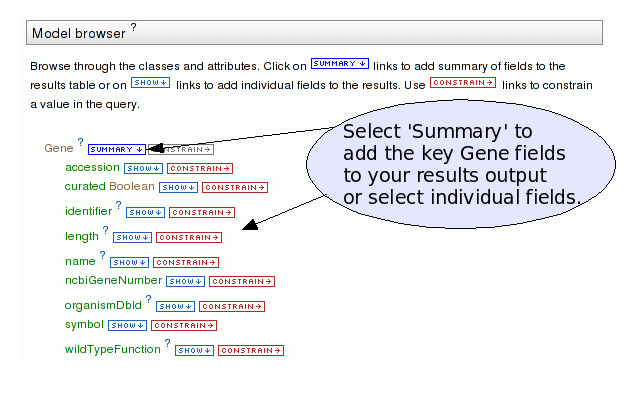 Model browser ?
Browse through the classes and attributes. Click on SUMMARY↓ links to add summary of fields to the
results table or on SHOW↓ links to add individual fields to the results. Use CONSTRAIN→ links to constrain
a value in the query.
Gene ? SUMMARY↓ CONSTRAIN→
accession SHOW↓ CONSTRAIN→
curated Boolean SHOW↓ CONSTRAIN→
identifier ? SHOW↓ CONSTRAIN→
length ? SHOW↓ CONSTRAIN→
name ? SHOW↓ CONSTRAIN→
ncbiGeneNumber SHOW↓ CONSTRAIN→
organismDbId ? SHOW↓ CONSTRAIN→
symbol SHOW↓ CONSTRAIN→
wildTypeFunction ? SHOW↓ CONSTRAIN→
Select 'Summary' to
add the key Gene fields
to your results output
or select individual fields.